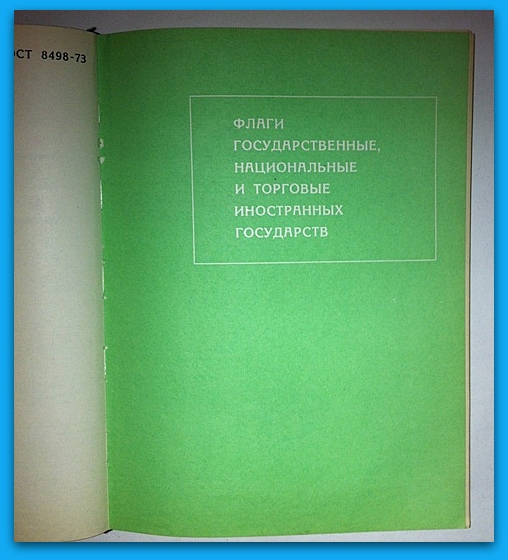 ОСТ 8498-73
ФЛАГИ
ГОСУДАРСТВЕННЫЕ,
НАЦИОНАЛЬНЫЕ
И ТОРГОВЫЕ
ИНОСТРАННЫХ
ГОСУДАРСТВ